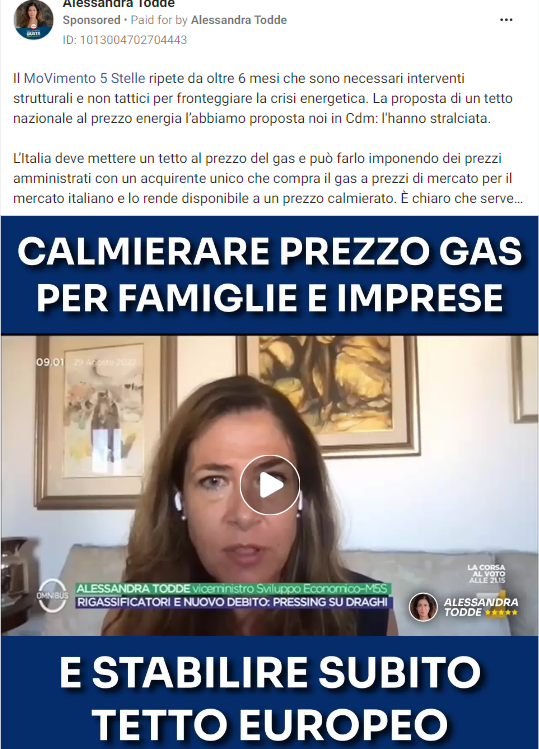 Alessandra Todde
Sponsored • Paid for by Alessandra Todde
ID: 1013004702704443
Il MoVimento 5 Stelle ripete da oltre 6 mesi che sono necessari interventi
strutturali e non tattici per fronteggiare la crisi energetica. La proposta di un tetto
nazionale al prezzo energia l’abbiamo proposta noi in Cdm: l'hanno stralciata.
L’Italia deve mettere un tetto al prezzo del gas e può farlo imponendo dei prezzi
amministrati con un acquirente unico che compra il gas a prezzi di mercato per il
mercato italiano e lo rende disponibile a un prezzo calmierato. È chiaro che serve...
CALMIERARE PREZZO GAS
PER FAMIGLIE E IMPRESE
09.01 29 Agosto 2022
LA CORSA
AL VOTO
ALLE 21.15
OMNIBUS
ALESSANDRA TODDE viceministro Sviluppo Economico-M5S
RIGASSIFICATORI E NUOVO DEBITO: PRESSING SU DRAGHI
ALESSANDRA
TODDE
E STABILIRE SUBITO
TETTO EUROPEO